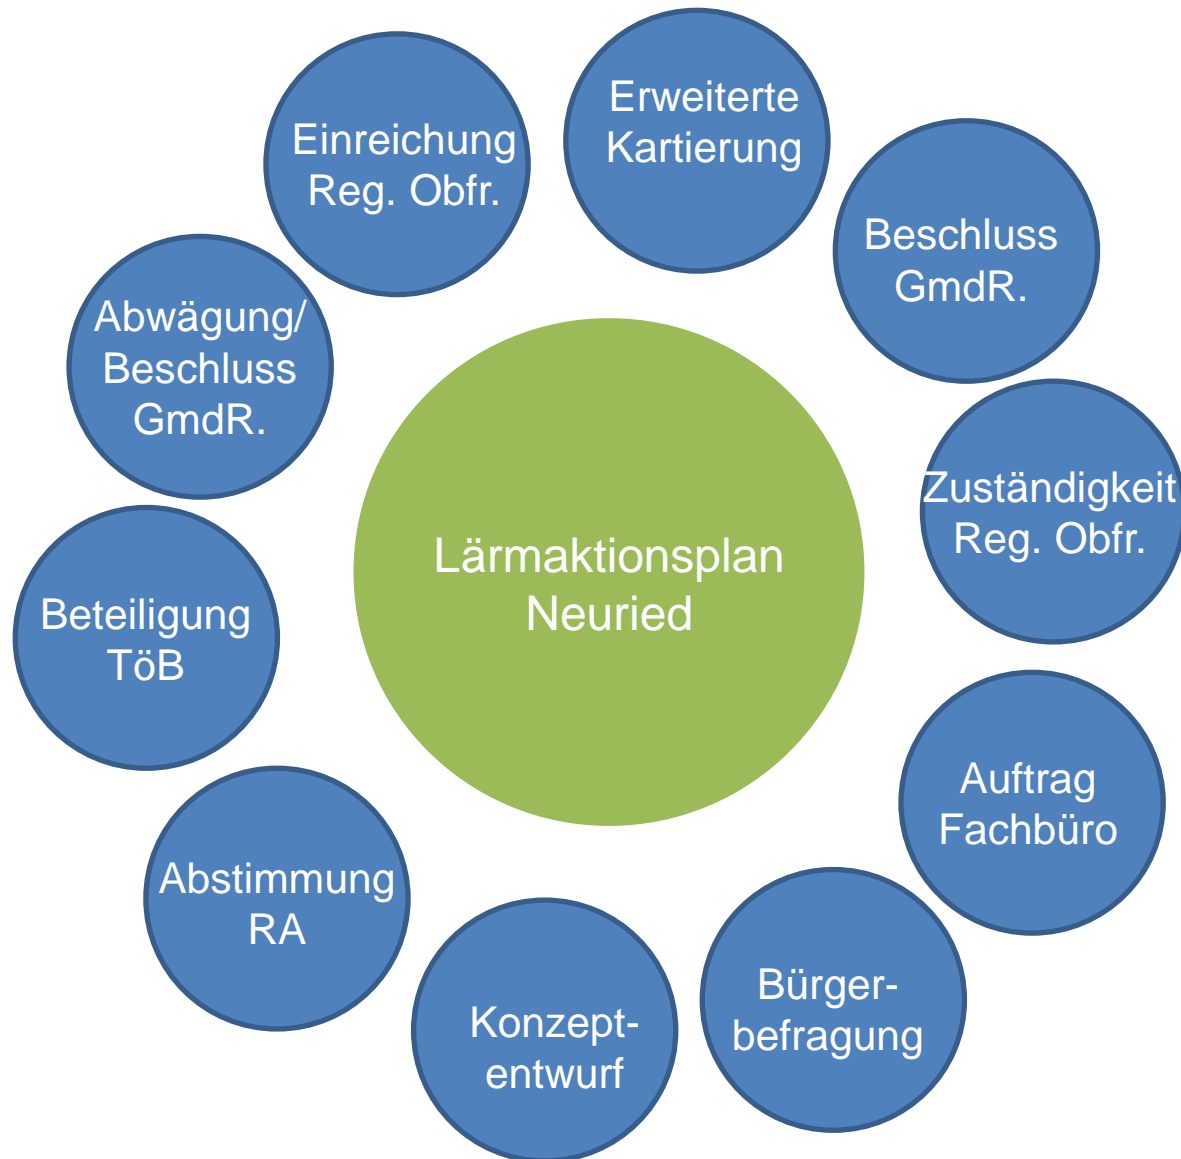 Erweiterte
Kartierung
Beschluss
GmdR.
Zuständigkeit
Reg. Obfr.
Auftrag
Fachbüro
Bürger-
befragung
Konzept-
entwurf
Abstimmung
RA
Beteiligung
TöB
Abwägung/
Beschluss
GmdR.
Einreichung
Reg. Obfr.
Lärmaktionsplan
Neuried